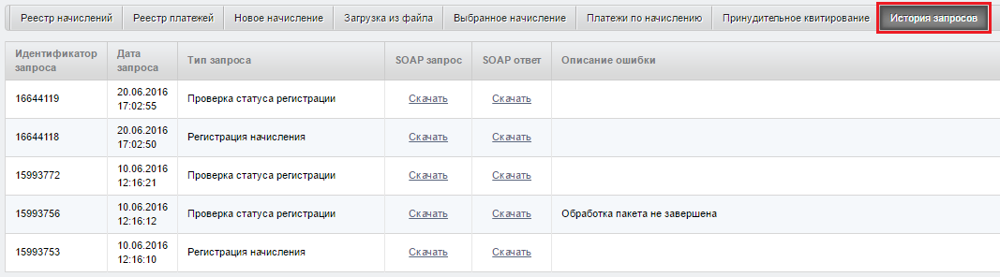 Реестр начислений Реестр платежей Новое начисление Загрузка из файла Выбранное начисление Платежи по начислению Принудительное квитирование История запросов
Идентификатор запроса Дата запроса Тип запроса SOAP запрос SOAP ответ Описание ошибки
16644119 20.06.2016 17:02:55 Проверка статуса регистрации Скачать Скачать
16644118 20.06.2016 17:02:50 Регистрация начисления Скачать Скачать
15993772 10.06.2016 12:16:21 Проверка статуса регистрации Скачать Скачать
15993756 10.06.2016 12:16:12 Проверка статуса регистрации Скачать Скачать Обработка пакета не завершена
15993753 10.06.2016 12:16:10 Регистрация начисления Скачать Скачать